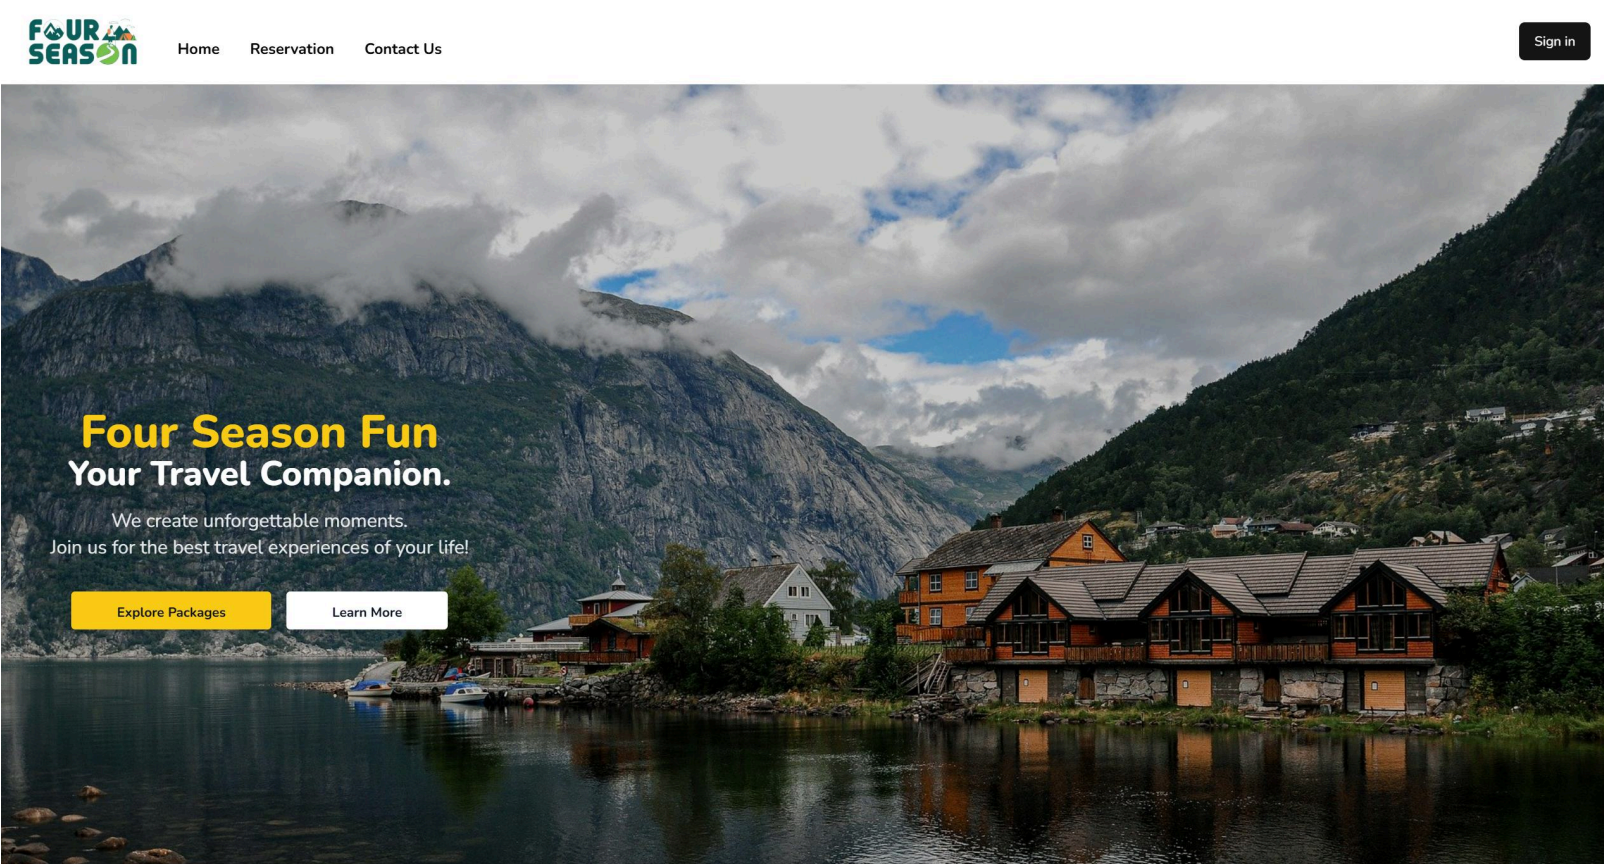 FOUR
SEASON
Home
Reservation
Contact Us
Sign in
Four Season Fun
Your Travel Companion.
We create unforgettable moments.
Join us for the best travel experiences of your life!
Explore Packages
Learn More